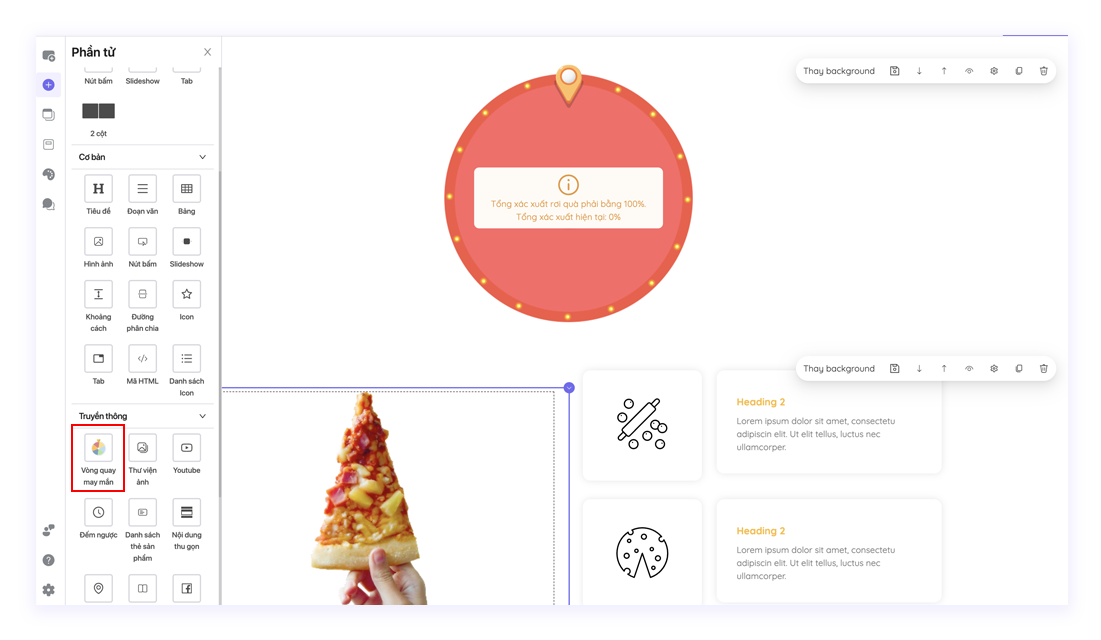 Phần tử
Nút bấm
Slideshow
Tab
2 cột
Cơ bản
H
Tiêu đề
Đoạn văn
Bảng
Hình ảnh
Nút bấm
Slideshow
Khoảng
cách
Đường
phân chia
Icon
Tab
Mã HTML
Danh sách
Icon
Truyền thông
Vòng quay
may mắn
Thư viện
ảnh
Youtube
Đếm ngược
Danh sách
thẻ sản
phẩm
Nội dung
thu gọn
Thay background
Tổng xác xuất rơi quà phải bằng 100%.
Tổng xác xuất hiện tại: 0%
Thay background
Heading 2
Lorem ipsum dolor sit amet, consectetu
adipiscin elit. Ut elit tellus, luctus nec
ullamcorper.
Heading 2
Lorem ipsum dolor sit amet, consectetu
adipiscin elit. Ut elit tellus, luctus nec
ullamcorper.